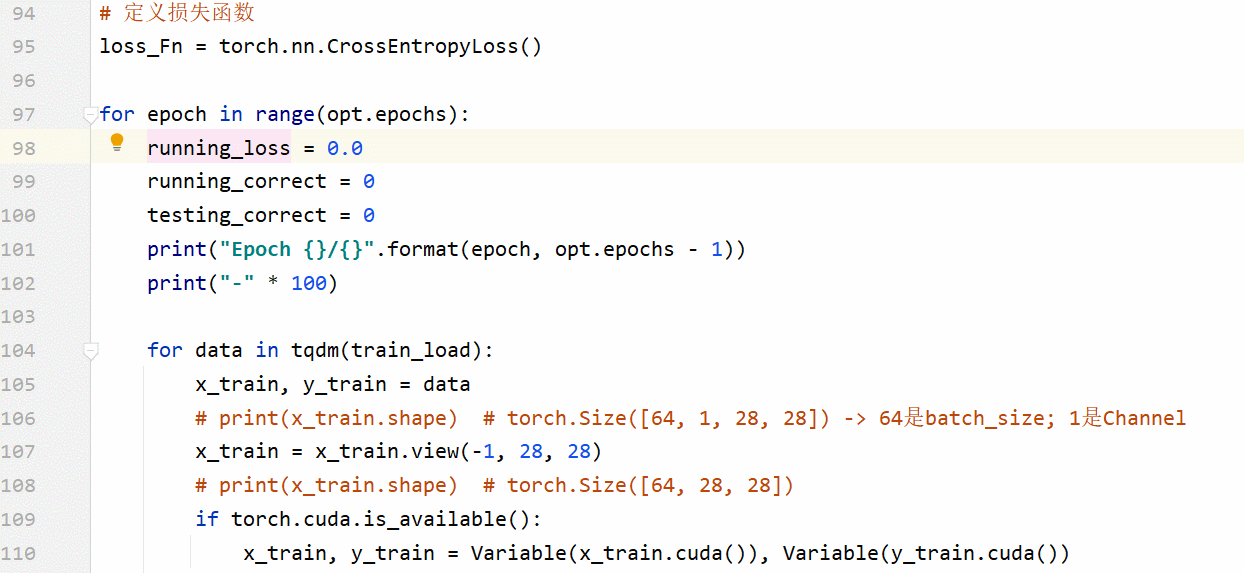 94 # 定义损失函数
95 loss_Fn = torch.nn.CrossEntropyLoss()
96
97 for epoch in range(opt.epochs):
98     running_loss = 0.0
99     running_correct = 0
100     testing_correct = 0
101     print("Epoch {}/{}".format(epoch, opt.epochs - 1))
102     print("-" * 100)
103
104     for data in tqdm(train_load):
105         x_train, y_train = data
106         # print(x_train.shape)  # torch.Size([64, 1, 28, 28]) -> 64是batch_size; 1是Channel
107         x_train = x_train.view(-1, 28, 28)
108         # print(x_train.shape)  # torch.Size([64, 28, 28])
109         if torch.cuda.is_available():
110             x_train, y_train = Variable(x_train.cuda()), Variable(y_train.cuda())